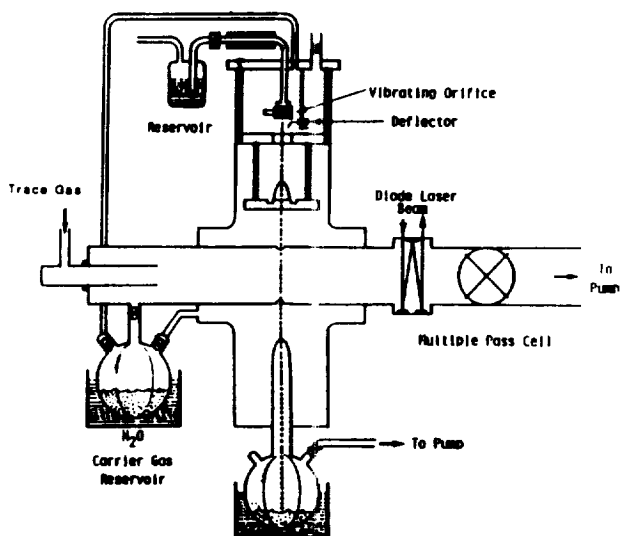 Vibrating Orifice
Reservoir
Deflector
Trace Gas
Diode Laser
Beam
In
Pump
Multiple Pass Cell
N₂O
Carrier Gas
Reservoir
To Pump